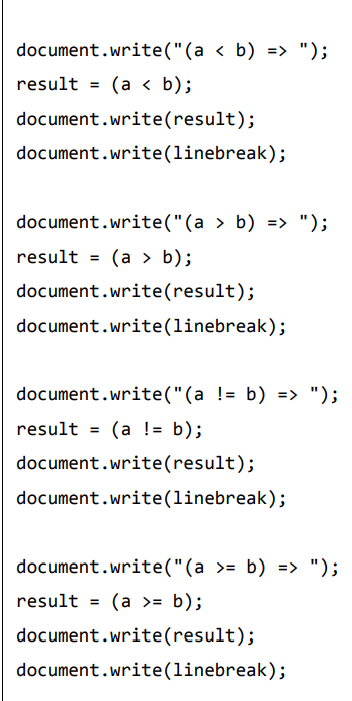 document.write("(a < b) => ");
result = (a < b);
document.write(result);
document.write(linebreak);
document.write("(a > b) => ");
result = (a > b);
document.write(result);
document.write(linebreak);
document.write("(a != b) => ");
result = (a != b);
document.write(result);
document.write(linebreak);
document.write("(a >= b) => ");
result = (a >= b);
document.write(result);
document.write(linebreak);